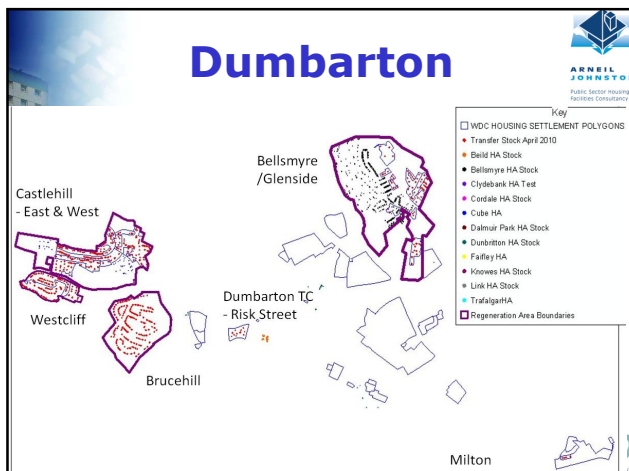 Dumbarton
ARNEIL
JOHNSTO
Public Sector Housing
Facilities Consultancy
Key
WDC HOUSING SETTLEMENT POLYGONS
Transfer Stock April 2010
Beild HA Stock
Bellsmyre HA Stock
Clydebank HA Test
Cordale HA Stock
Cube HA
Dalmuir Park HA Stock
Dunbritton HA Stock
Faifley HA
Knowes HA Stock
Link HA Stock
TrafalgarHA
Regeneration Area Boundaries
Bellsmyre
/Glenside
Castlehill
- East & West
Westcliff
Dumbarton TC
- Risk Street
Brucehill
Milton